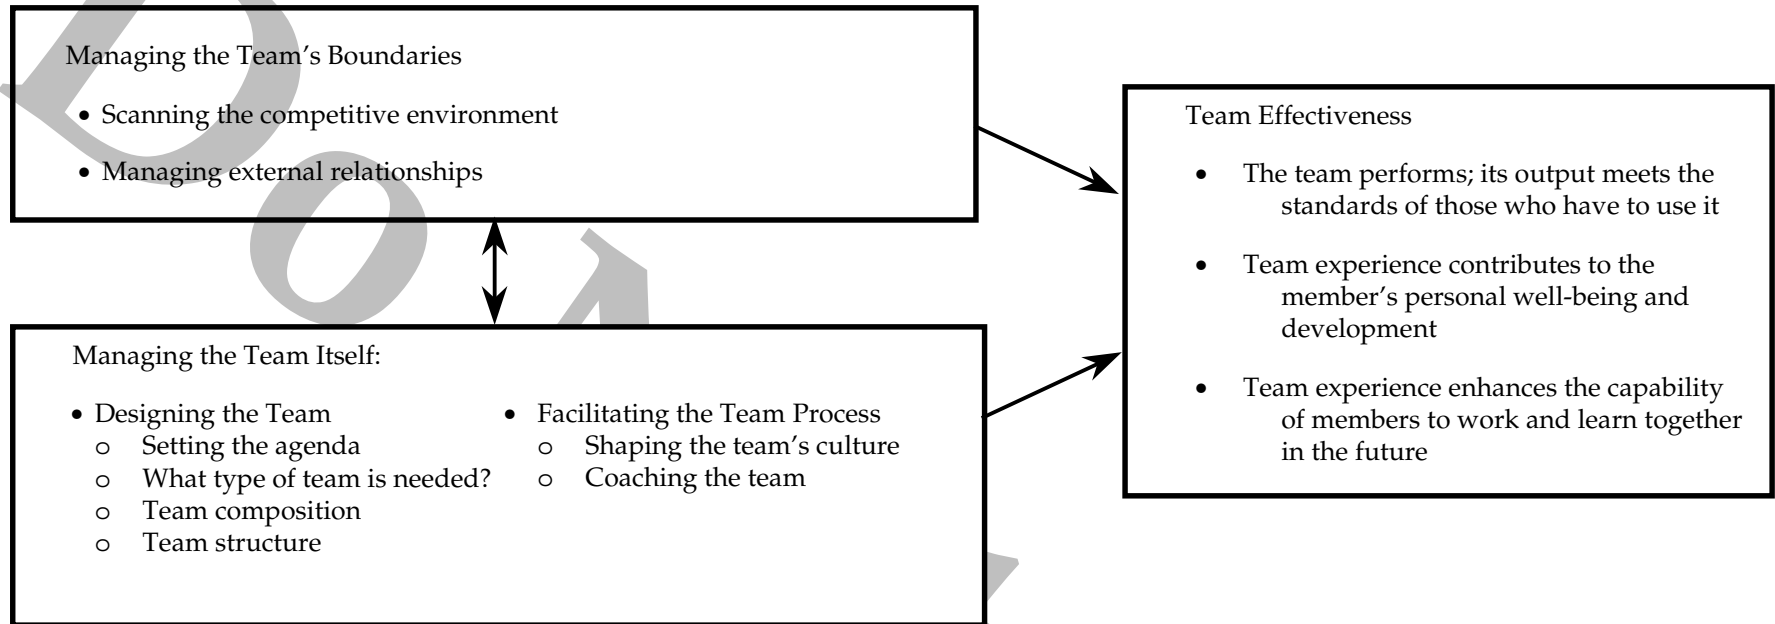 Managing the Team’s Boundaries
• Scanning the competitive environment
• Managing external relationships
Managing the Team Itself:
• Designing the Team
o Setting the agenda
o What type of team is needed?
o Team composition
o Team structure
• Facilitating the Team Process
o Shaping the team’s culture
o Coaching the team
Team Effectiveness
• The team performs; its output meets the
standards of those who have to use it
• Team experience contributes to the
member’s personal well-being and
development
• Team experience enhances the capability
of members to work and learn together
in the future
Do